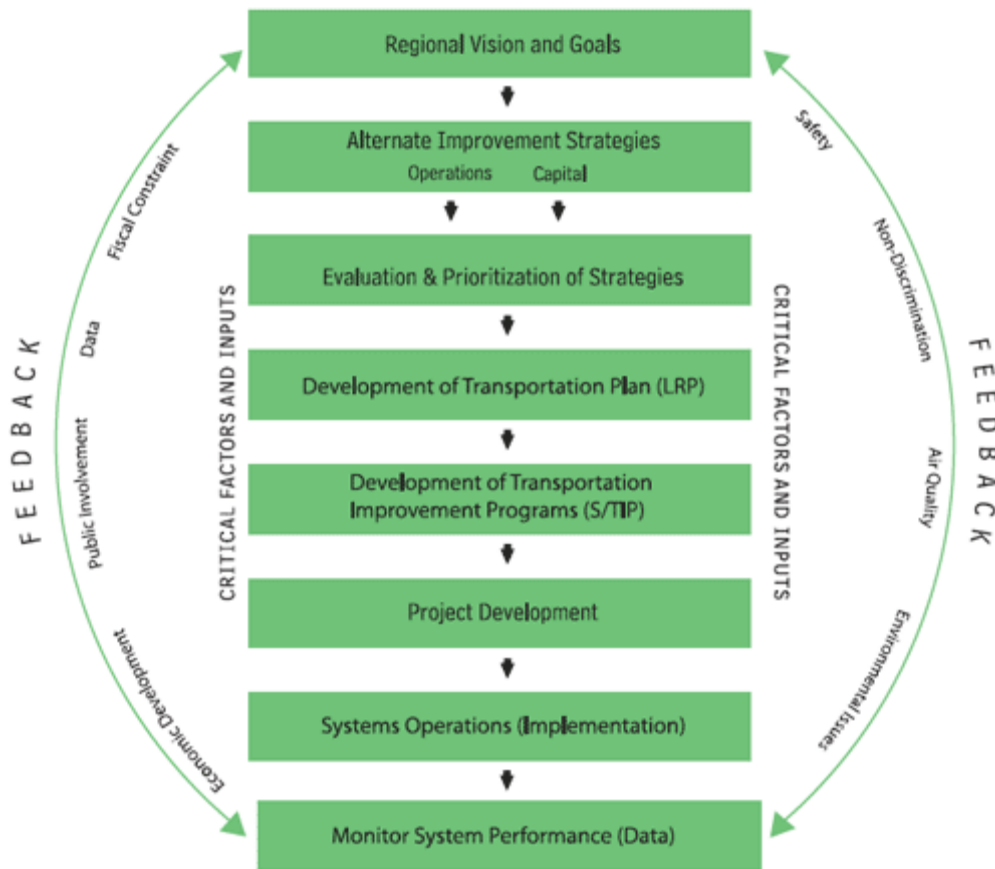 Regional Vision and Goals
Alternate Improvement Strategies
Operations Capital
Evaluation & Prioritization of Strategies
Development of Transportation Plan (LRP)
Development of Transportation
Improvement Programs (S/TIP)
Project Development
Systems Operations (Implementation)
Monitor System Performance (Data)
FEEDBACK
Fiscal Constraint
Data
Public Involvement
Economic Development
CRITICAL FACTORS AND INPUTS
CRITICAL FACTORS AND INPUTS
Safety
Non-Discrimination
Air Quality
Environmental Issues
FEEDBACK